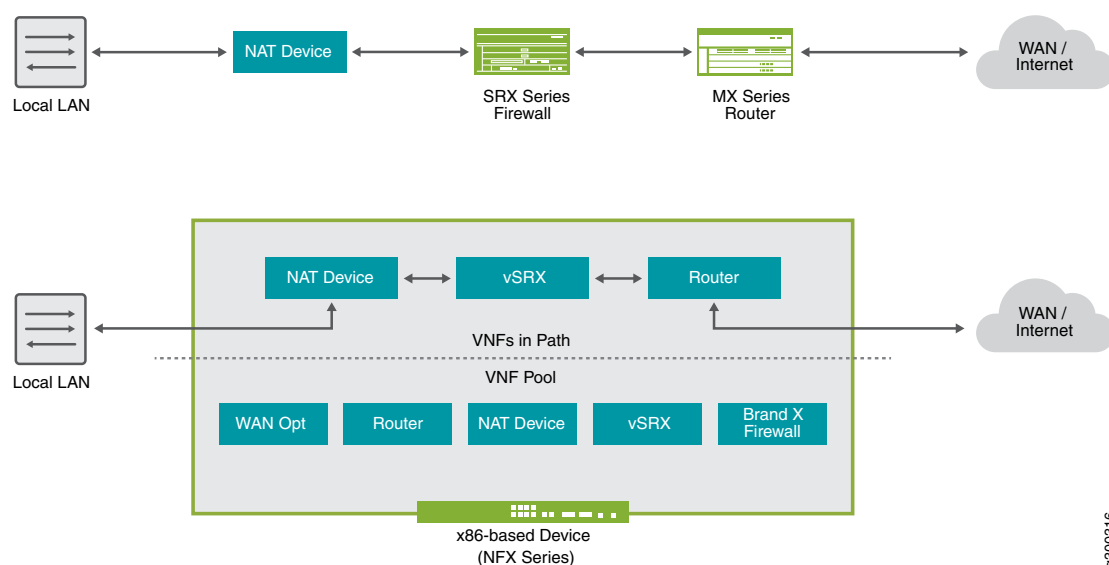 NAT Device
WAN /
Internet
Local LAN
SRX Series
Firewall
MX Series
Router
NAT Device
vSRX
Router
WAN /
Internet
VNFs in Path
Local LAN
VNF Pool
WAN Opt
Router
NAT Device
vSRX
Brand X
Firewall
x86-based Device
(NFX Series)